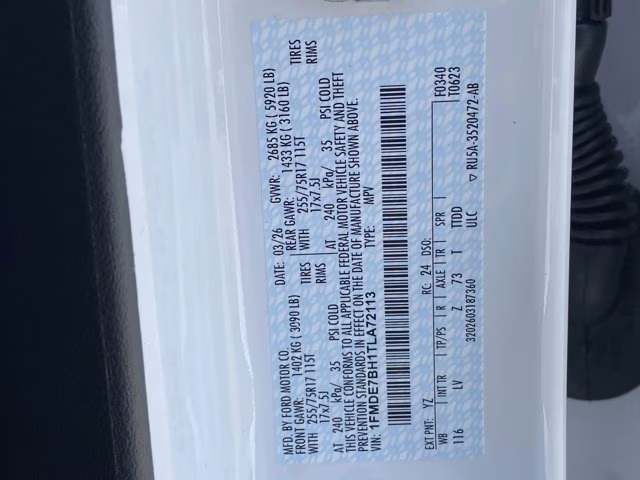 MFD. BY FORD MOTOR CO.
DATE: 03/26 GVWR: 2685 KG ( 5920 LB)
FRONT GAWR: 1402 KG ( 3090 LB) REAR GAWR: 1433 KG ( 3160 LB)
WITH 255/75R17 115T TIRES WITH 255/75R17 115T TIRES
17x7.5J RIMS 17x7.5J RIMS
AT 240 kPa/ 35 PSI COLD AT 240 kPa/ 35 PSI COLD
THIS VEHICLE CONFORMS TO ALL APPLICABLE FEDERAL MOTOR VEHICLE SAFETY AND THEFT
PREVENTION STANDARDS IN EFFECT ON THE DATE OF MANUFACTURE SHOWN ABOVE.
VIN: 1FMDE7BH1TLA72113 TYPE: MPV
F0340
EXT PNT: YZ RC: 24 DSO: T0623
WB INT TR TP/PS R AXLE TR SPR
116 LV Z 73 T TTDD
ULC
3202603187360 ▽ RU5A-3520472-AB